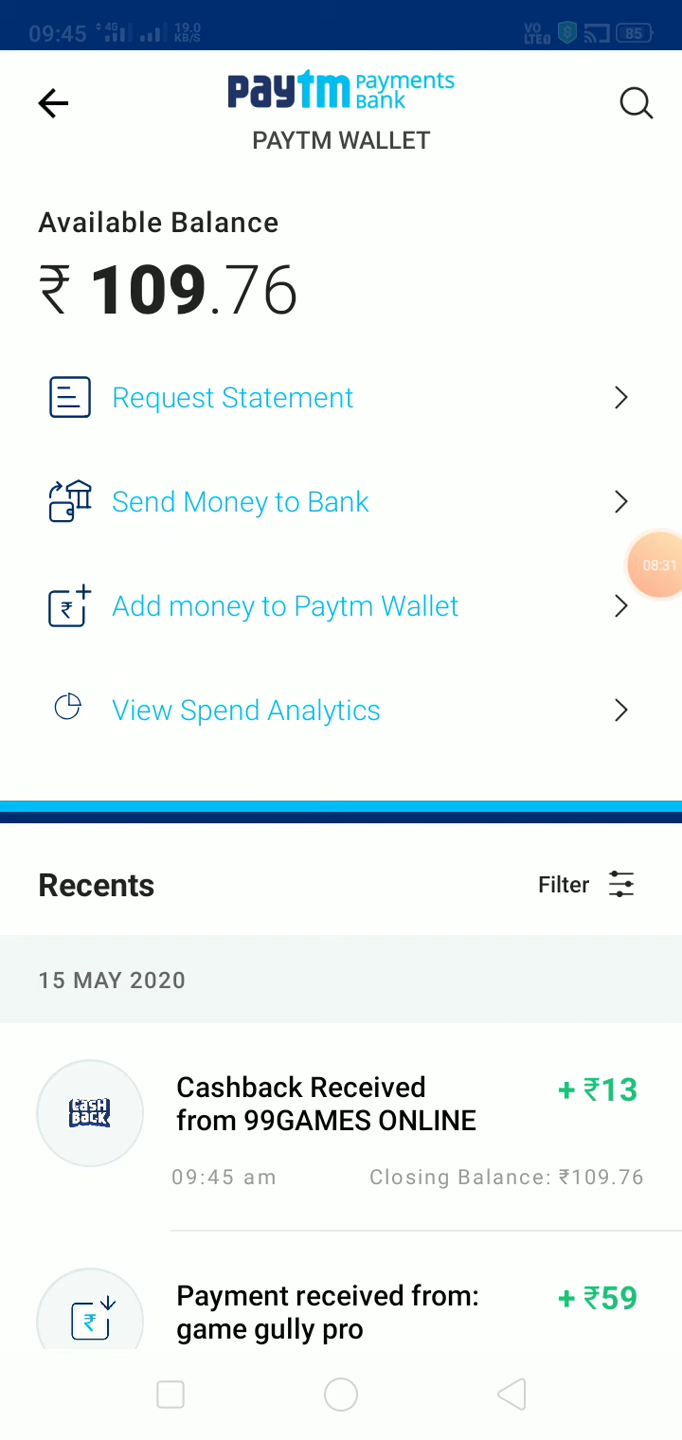 09:45 4G 19.0 KB/S VO LTE 85
paytm Payments Bank
PAYTM WALLET
Available Balance
₹ 109.76
Request Statement
Send Money to Bank
08:31
Add money to Paytm Wallet
View Spend Analytics
Recents Filter
15 MAY 2020
CASH BACK
Cashback Received + ₹13
from 99GAMES ONLINE
09:45 am Closing Balance: ₹109.76
Payment received from: + ₹59
game gully pro